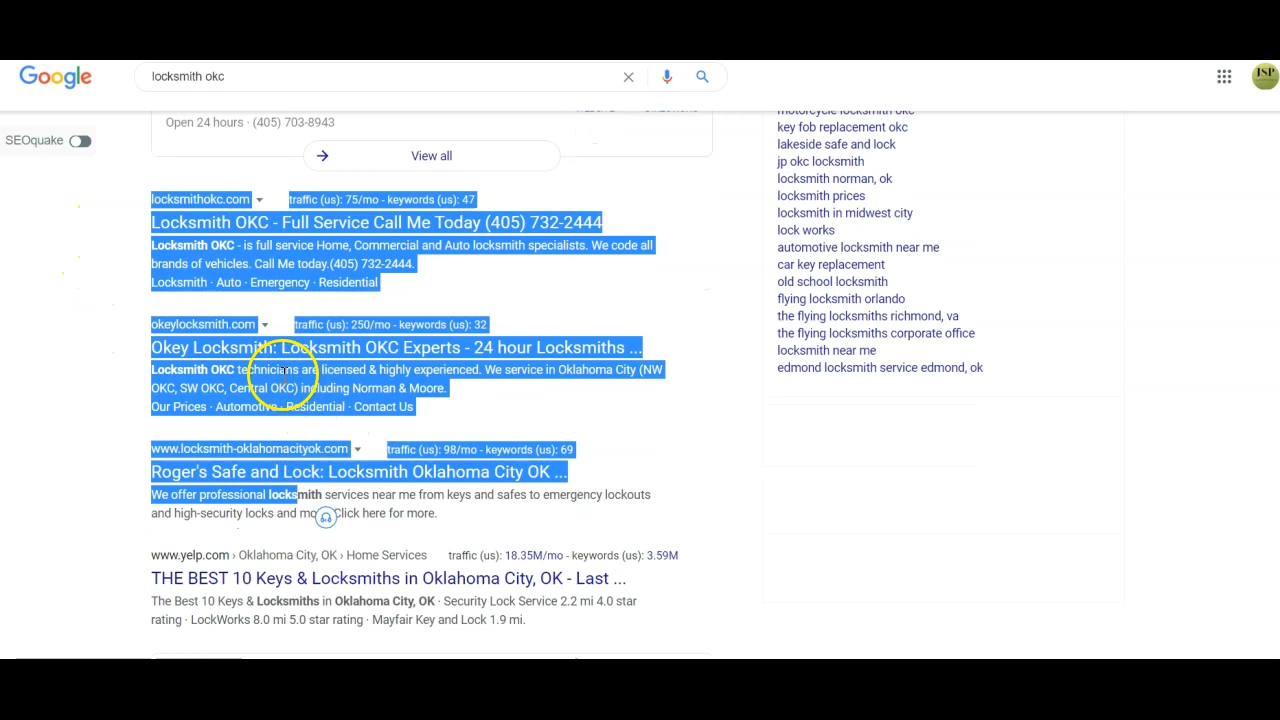 Google
locksmith okc
JSP
SEOquake
Open 24 hours · (405) 703-8943
View all
locksmithokc.com traffic (us): 75/mo - keywords (us): 47
Locksmith OKC - Full Service Call Me Today (405) 732-2444
Locksmith OKC - is full service Home, Commercial and Auto locksmith specialists. We code all
brands of vehicles. Call Me today.(405) 732-2444.
Locksmith · Auto · Emergency · Residential
okeylocksmith.com traffic (us): 250/mo - keywords (us): 32
Okey Locksmith: Locksmith OKC Experts - 24 hour Locksmiths ...
Locksmith OKC technicians are licensed & highly experienced. We service in Oklahoma City (NW
OKC, SW OKC, Central OKC) including Norman & Moore.
Our Prices · Automotive · Residential · Contact Us
www.locksmith-oklahomacityok.com traffic (us): 98/mo - keywords (us): 69
Roger's Safe and Lock: Locksmith Oklahoma City OK ...
We offer professional locksmith services near me from keys and safes to emergency lockouts
and high-security locks and mo Click here for more.
www.yelp.com › Oklahoma City, OK › Home Services traffic (us): 18.35M/mo - keywords (us): 3.59M
THE BEST 10 Keys & Locksmiths in Oklahoma City, OK - Last ...
The Best 10 Keys & Locksmiths in Oklahoma City, OK · Security Lock Service 2.2 mi 4.0 star
rating · LockWorks 8.0 mi 5.0 star rating · Mayfair Key and Lock 1.9 mi.
motorcycle locksmith okc
key fob replacement okc
lakeside safe and lock
jp okc locksmith
locksmith norman, ok
locksmith prices
locksmith in midwest city
lock works
automotive locksmith near me
car key replacement
old school locksmith
flying locksmith orlando
the flying locksmiths richmond, va
the flying locksmiths corporate office
locksmith near me
edmond locksmith service edmond, ok